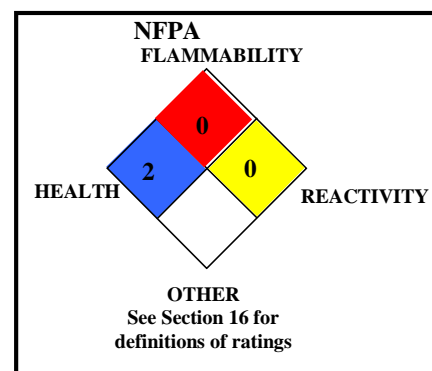 NFPA
FLAMMABILITY
0
2
0
HEALTH
REACTIVITY
OTHER
See Section 16 for
definitions of ratings